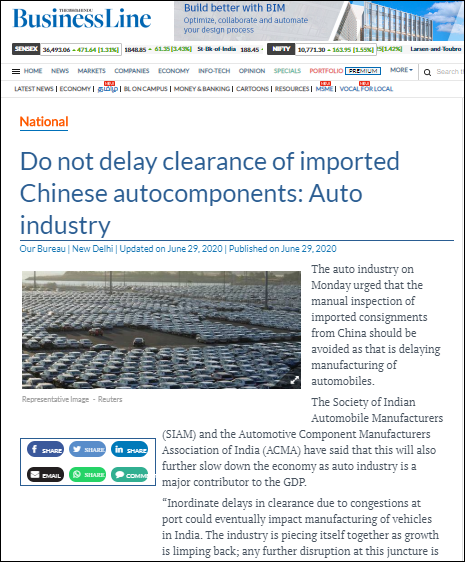 THE HINDU
BusinessLine
Build better with BIM
Optimize, collaborate and automate
your design process
SENSEX 36,493.06 ▲ 471.64 [1.31%] 1848.85 ▲ 61.35[3.43%] St-Bk-of-India 188.45 NIFTY 10,771.30 ▲ 163.95 [1.55%] 5[1.42%] Larsen-and-Toubro
HOME NEWS MARKETS COMPANIES ECONOMY INFO-TECH OPINION SPECIALS PORTFOLIO PREMIUM MORE Search
LATEST NEWS | ECONOMY | தமிழ் | BL ON CAMPUS | MONEY & BANKING | CARTOONS | RESOURCES | MSME | VOCAL FOR LOCAL
National
Do not delay clearance of imported
Chinese autocomponents: Auto
industry
Our Bureau | New Delhi | Updated on June 29, 2020 | Published on June 29, 2020
The auto industry on
Monday urged that the
manual inspection of
imported consignments
from China should be
avoided as that is delaying
manufacturing of
automobiles.
Representative Image - Reuters
The Society of Indian
Automobile Manufacturers
(SIAM) and the Automotive Component Manufacturers
Association of India (ACMA) have said that this will also
further slow down the economy as auto industry is a
major contributor to the GDP.
SHARE SHARE SHARE
EMAIL SHARE COMMENT
“Inordinate delays in clearance due to congestions at
port could eventually impact manufacturing of vehicles
in India. The industry is piecing itself together as growth
is limping back; any further disruption at this juncture is